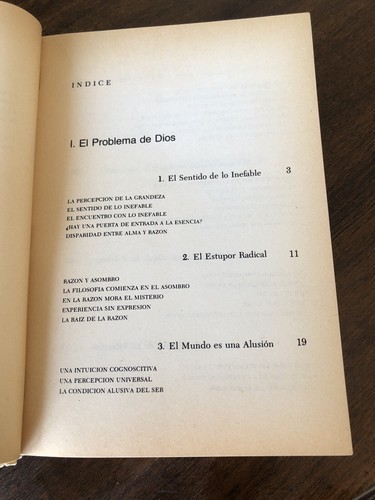 INDICE
I. El Problema de Dios
1. El Sentido de lo Inefable 3
LA PERCEPCION DE LA GRANDEZA
EL SENTIDO DE LO INEFABLE
EL ENCUENTRO CON LO INEFABLE
¿HAY UNA PUERTA DE ENTRADA A LA ESENCIA?
DISPARIDAD ENTRE ALMA Y RAZON
2. El Estupor Radical 11
RAZON Y ASOMBRO
LA FILOSOFIA COMIENZA EN EL ASOMBRO
EN LA RAZON MORA EL MISTERIO
EXPERIENCIA SIN EXPRESION
LA RAIZ DE LA RAZON
3. El Mundo es una Alusión 19
UNA INTUICION COGNOSCITIVA
UNA PERCEPCION UNIVERSAL
LA CONDICION ALUSIVA DEL SER